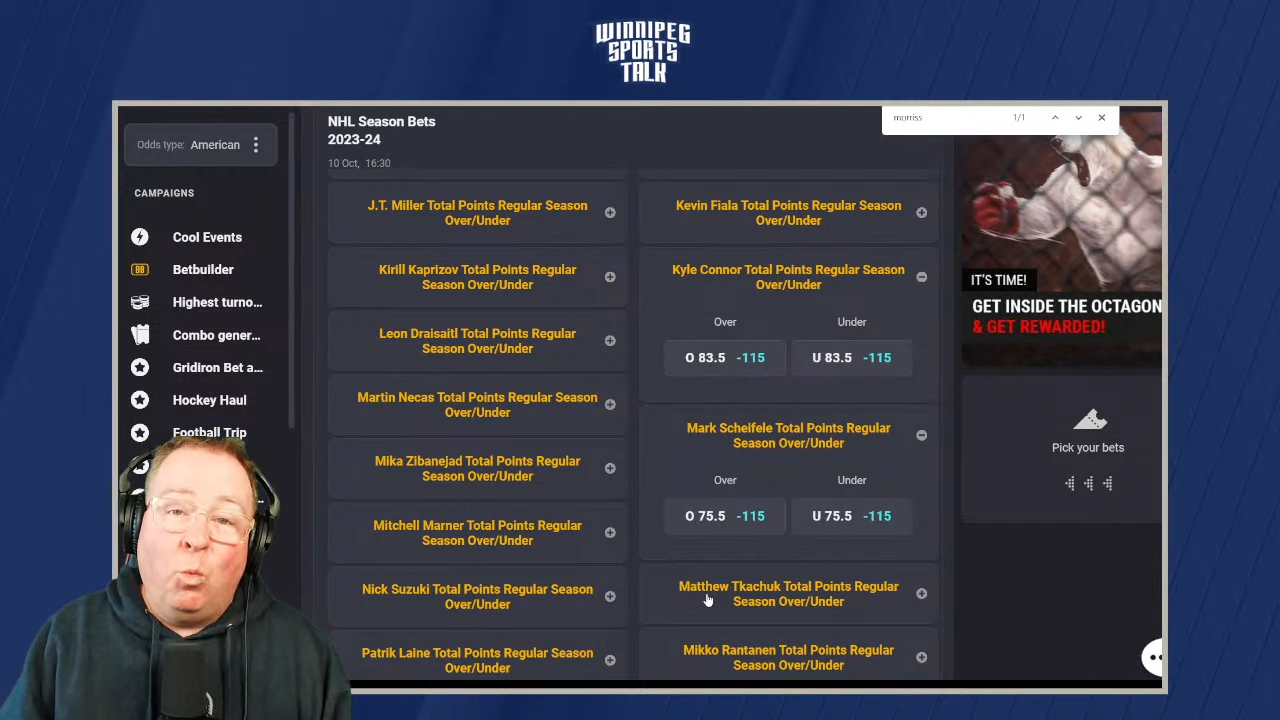 WINNIPEG
SPORTS
TALK
morriss
1/1
Odds type: American
CAMPAIGNS
Cool Events
BB
Betbuilder
Highest turno...
Combo gener...
Gridiron Bet a...
Hockey Haul
Football Trip
NHL Season Bets
2023-24
10 Oct, 16:30
J.T. Miller Total Points Regular Season
Over/Under
Kirill Kaprizov Total Points Regular
Season Over/Under
Leon Draisaitl Total Points Regular
Season Over/Under
Martin Necas Total Points Regular Season
Over/Under
Mika Zibanejad Total Points Regular
Season Over/Under
Mitchell Marner Total Points Regular
Season Over/Under
Nick Suzuki Total Points Regular Season
Over/Under
Patrik Laine Total Points Regular Season
Over/Under
Kevin Fiala Total Points Regular Season
Over/Under
Kyle Connor Total Points Regular Season
Over/Under
Over Under
O 83.5 -115 U 83.5 -115
Mark Scheifele Total Points Regular
Season Over/Under
Over Under
O 75.5 -115 U 75.5 -115
Matthew Tkachuk Total Points Regular
Season Over/Under
Mikko Rantanen Total Points Regular
Season Over/Under
IT'S TIME!
GET INSIDE THE OCTAGON
& GET REWARDED!
Pick your bets